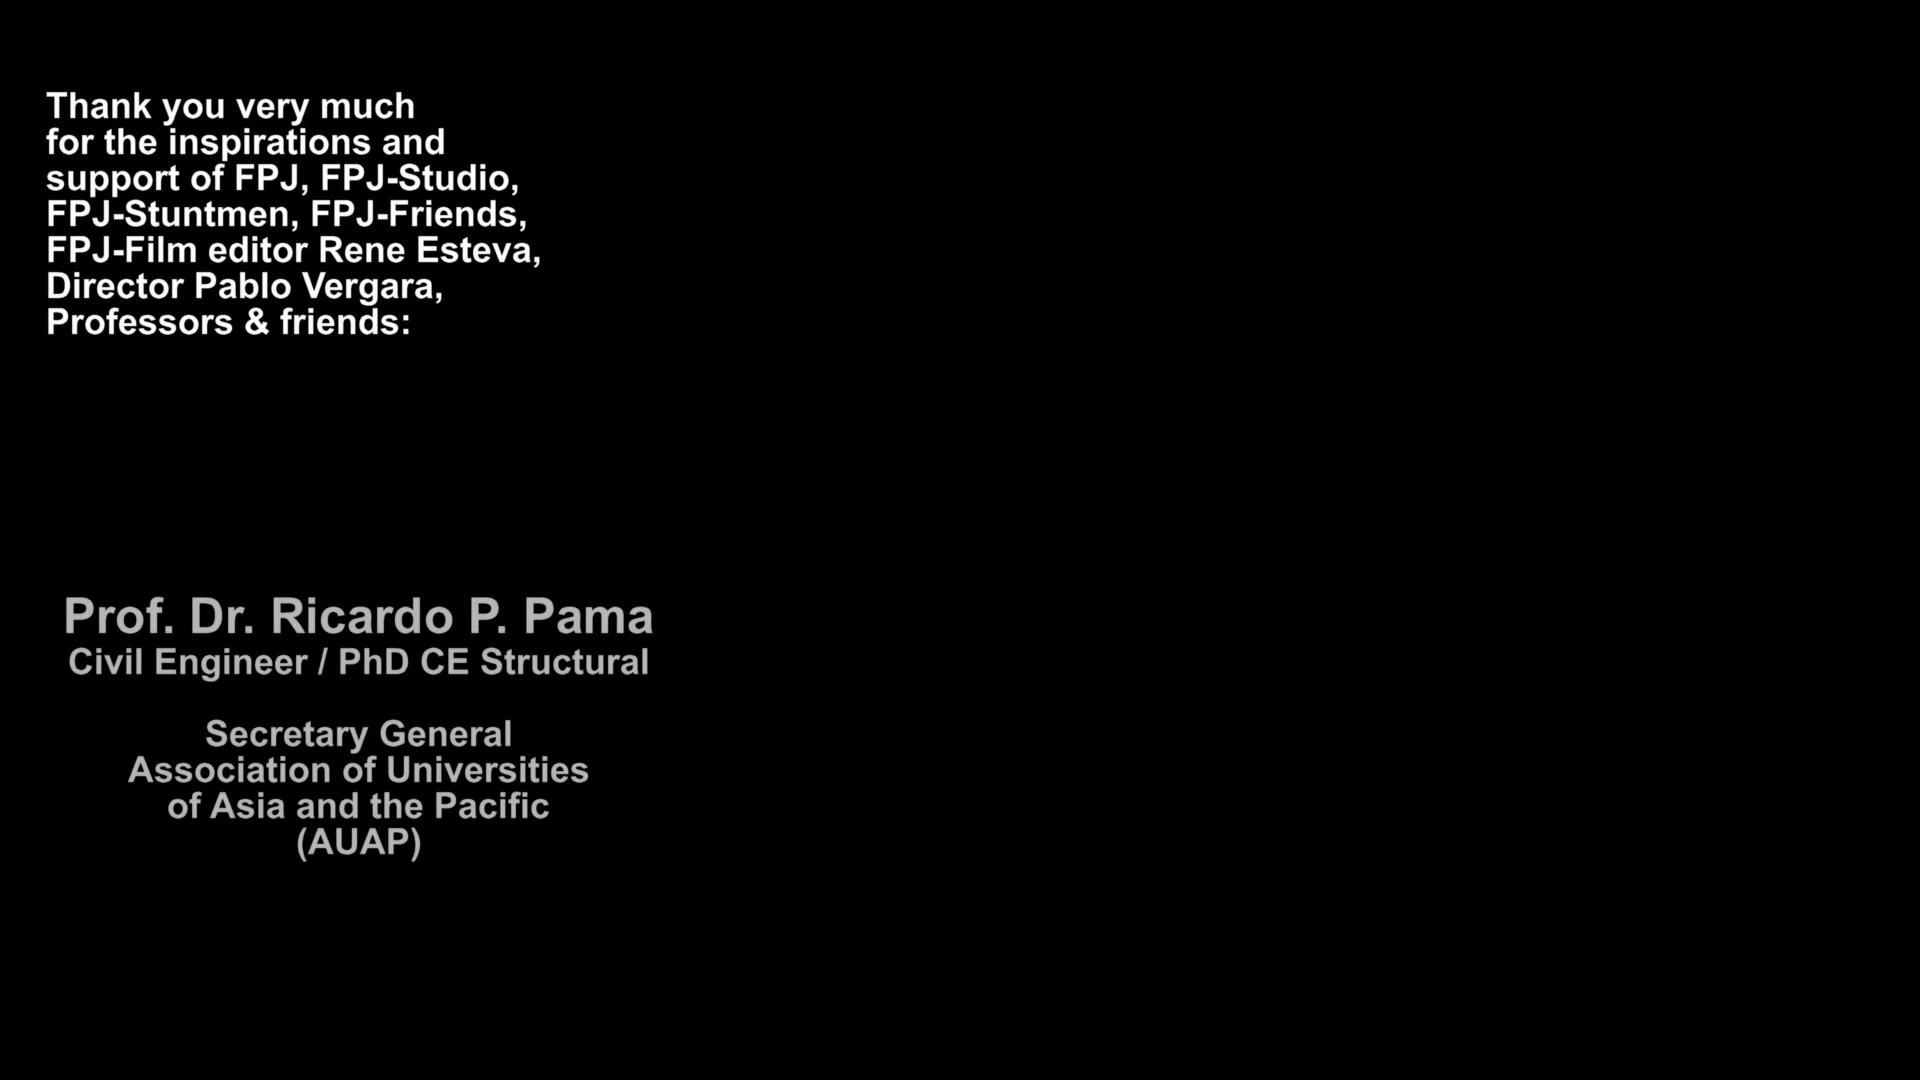 Thank you very much
for the inspirations and
support of FPJ, FPJ-Studio,
FPJ-Stuntmen, FPJ-Friends,
FPJ-Film editor Rene Esteva,
Director Pablo Vergara,
Professors & friends:
Prof. Dr. Ricardo P. Pama
Civil Engineer / PhD CE Structural
Secretary General
Association of Universities
of Asia and the Pacific
(AUAP)